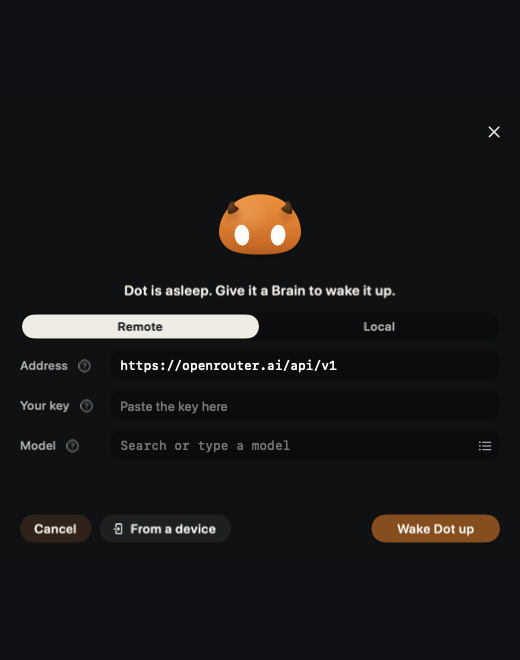 Dot is asleep. Give it a Brain to wake it up.
Remote
Local
Address ?
https://openrouter.ai/api/v1
Your key ?
Paste the key here
Model ?
Search or type a model
Cancel
From a device
Wake Dot up